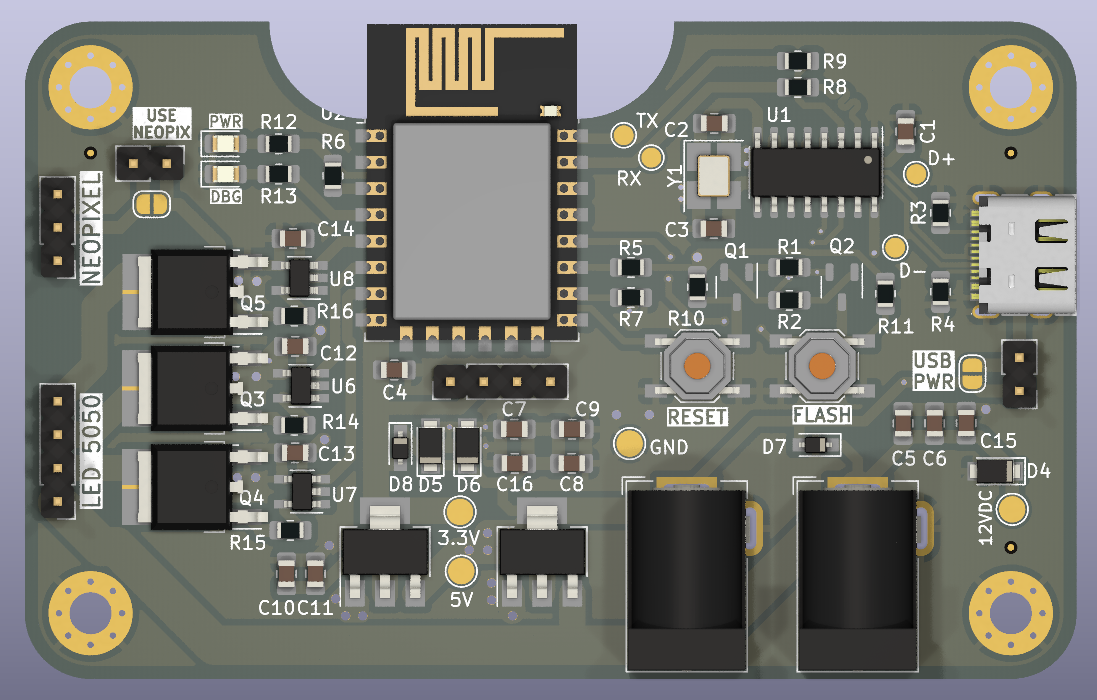 R9
R8
U2
TX
C2
U1
C1
USE
NEOPIX
PWR
R12
R6
DBG
R13
RX
Y1
D+
NEOPIXEL
R3
C14
C3
R5
Q1
R1
Q2
D-
U8
Q5
R16
R7
R10
R2
R11
R4
C12
U6
Q3
C4
USB
PWR
R14
C7
C9
RESET
FLASH
LED 5050
C13
GND
D7
C5
C6
C15
D4
U7
Q4
D8
D5
D6
C16
C8
3.3V
12VDC
R15
5V
C10
C11